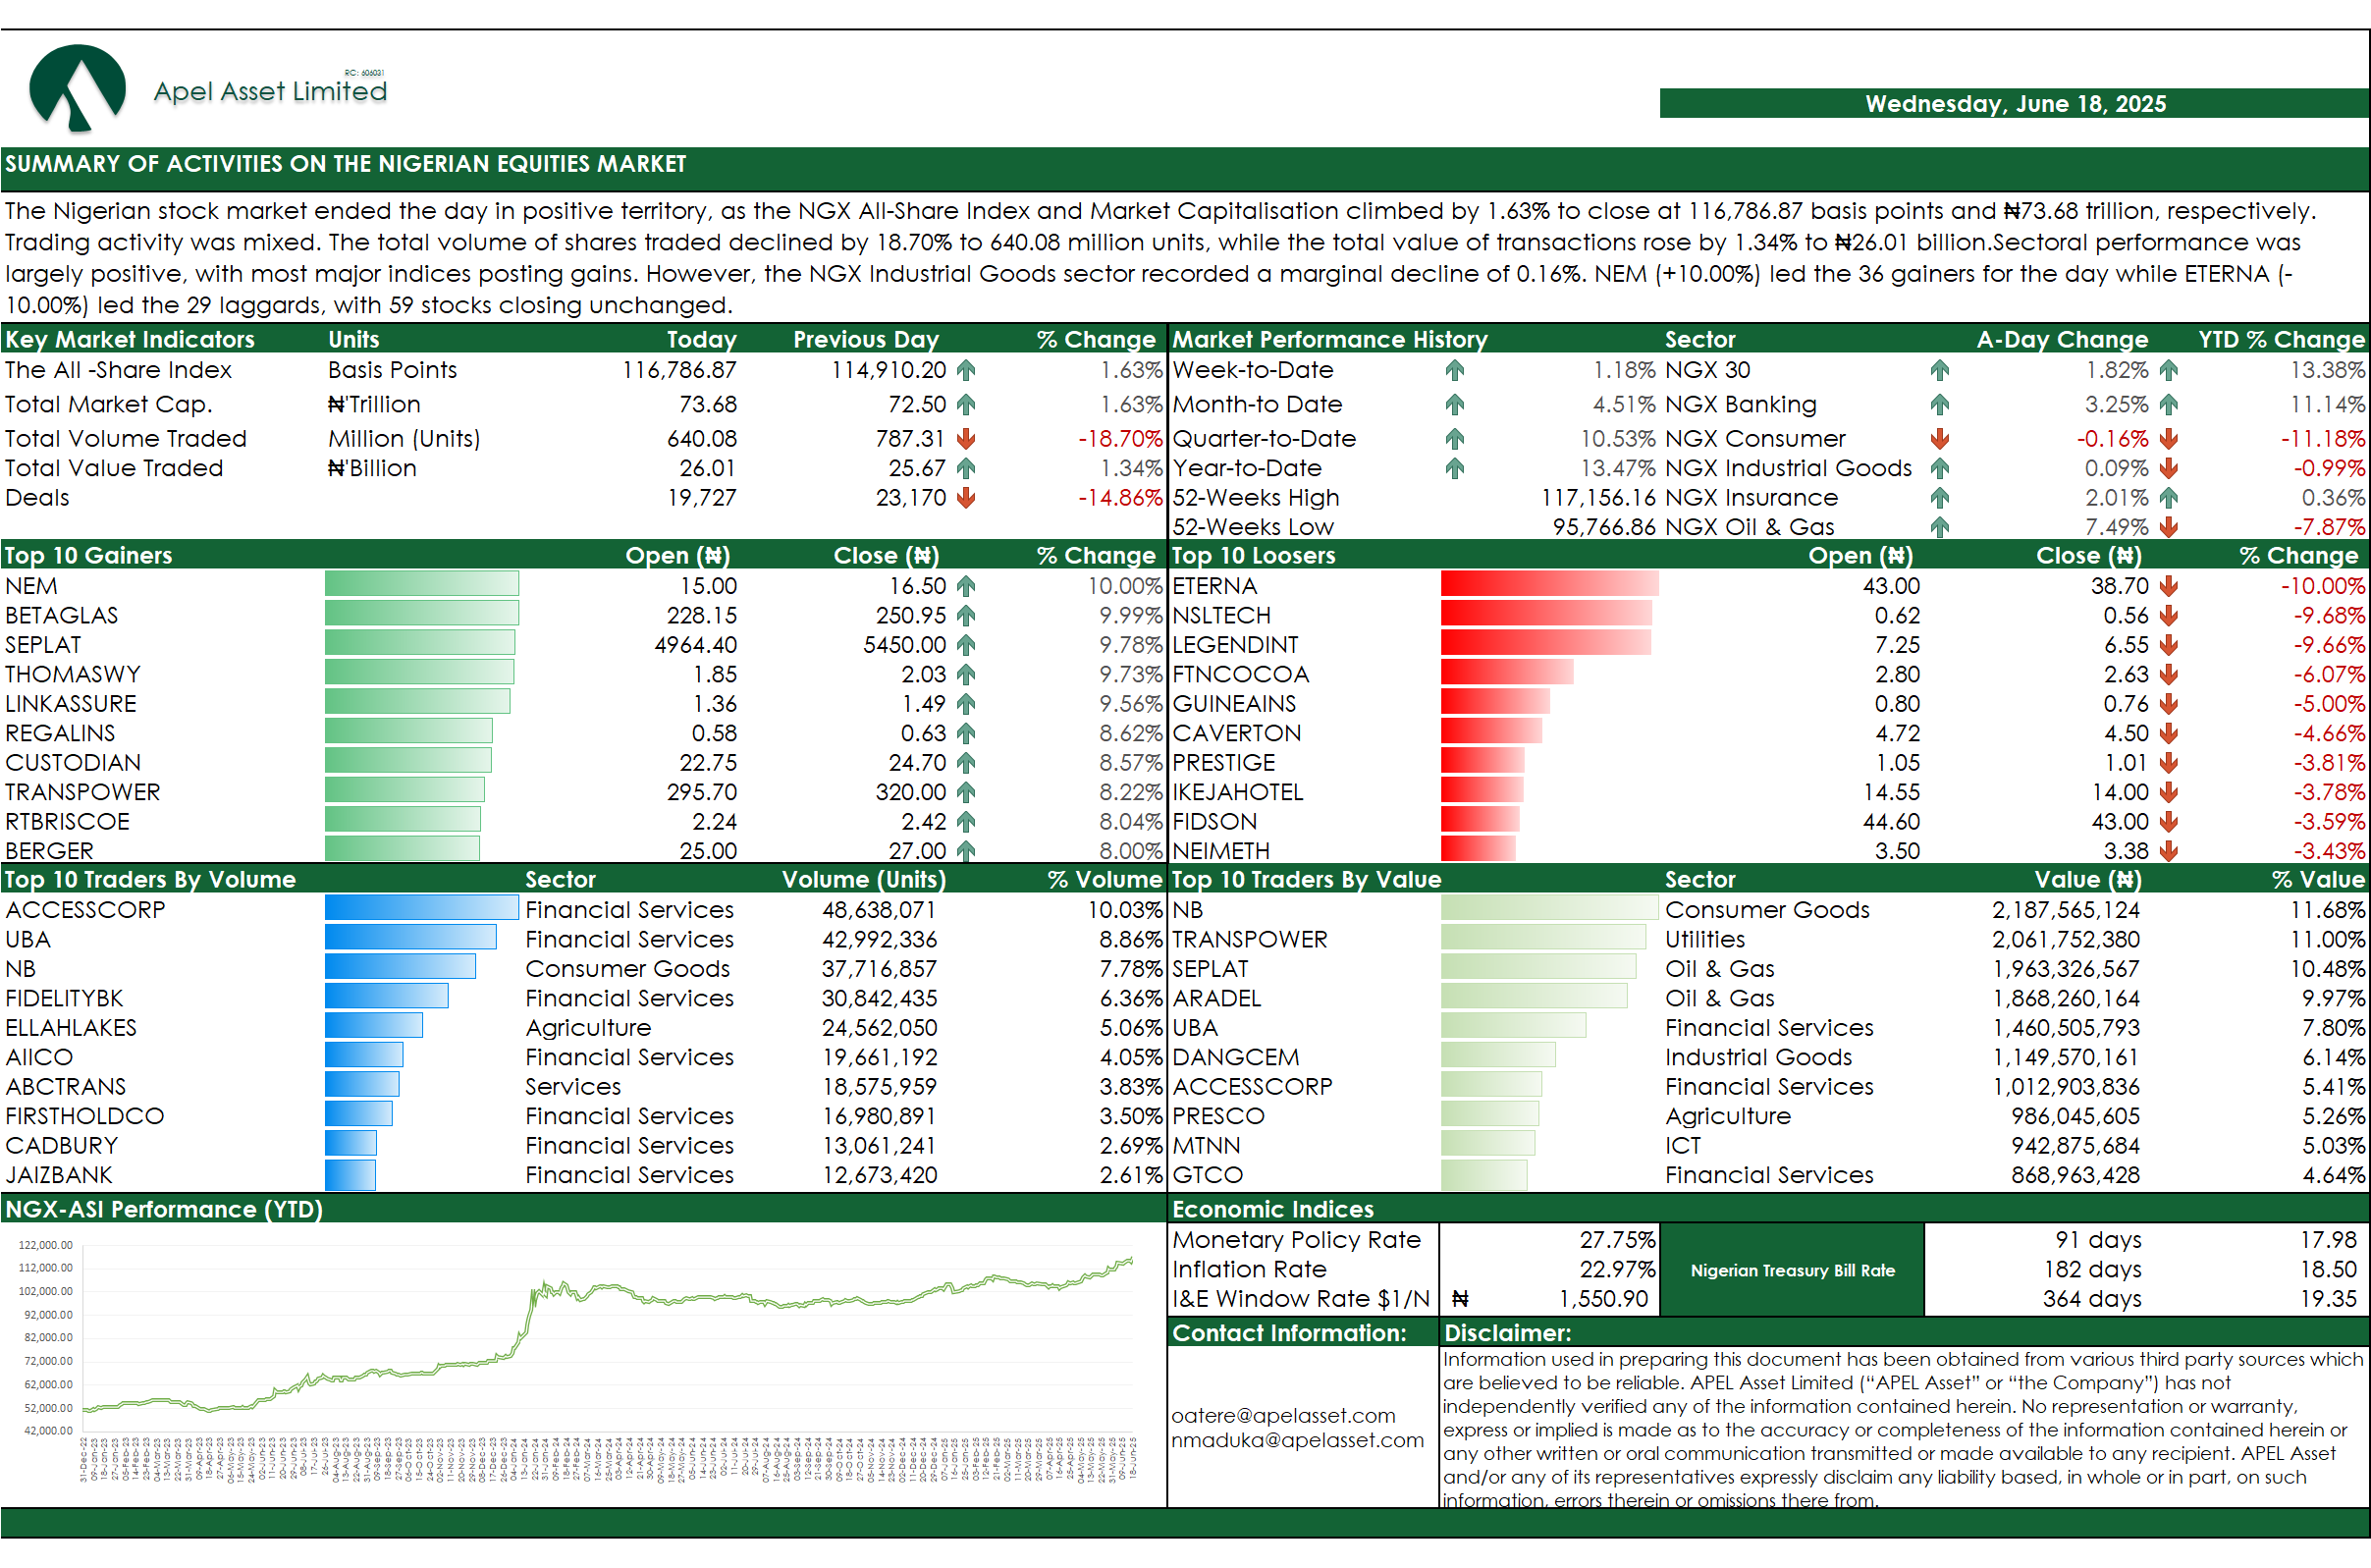 RC: 606031
Apel Asset Limited
Wednesday, June 18, 2025
SUMMARY OF ACTIVITIES ON THE NIGERIAN EQUITIES MARKET
The Nigerian stock market ended the day in positive territory, as the NGX All-Share Index and Market Capitalisation climbed by 1.63% to close at 116,786.87 basis points and ₦73.68 trillion, respectively.
Trading activity was mixed. The total volume of shares traded declined by 18.70% to 640.08 million units, while the total value of transactions rose by 1.34% to ₦26.01 billion.Sectoral performance was
largely positive, with most major indices posting gains. However, the NGX Industrial Goods sector recorded a marginal decline of 0.16%. NEM (+10.00%) led the 36 gainers for the day while ETERNA (-
10.00%) led the 29 laggards, with 59 stocks closing unchanged.
Key Market Indicators Units Today Previous Day % Change
The All -Share Index Basis Points 116,786.87 114,910.20 1.63%
Total Market Cap. ₦'Trillion 73.68 72.50 1.63%
Total Volume Traded Million (Units) 640.08 787.31 -18.70%
Total Value Traded ₦'Billion 26.01 25.67 1.34%
Deals 19,727 23,170 -14.86%
Market Performance History Sector A-Day Change YTD % Change
Week-to-Date 1.18% NGX 30 1.82% 13.38%
Month-to Date 4.51% NGX Banking 3.25% 11.14%
Quarter-to-Date 10.53% NGX Consumer -0.16% -11.18%
Year-to-Date 13.47% NGX Industrial Goods 0.09% -0.99%
52-Weeks High 117,156.16 NGX Insurance 2.01% 0.36%
52-Weeks Low 95,766.86 NGX Oil & Gas 7.49% -7.87%
Top 10 Gainers Open (₦) Close (₦) % Change
NEM 15.00 16.50 10.00%
BETAGLAS 228.15 250.95 9.99%
SEPLAT 4964.40 5450.00 9.78%
THOMASWY 1.85 2.03 9.73%
LINKASSURE 1.36 1.49 9.56%
REGALINS 0.58 0.63 8.62%
CUSTODIAN 22.75 24.70 8.57%
TRANSPOWER 295.70 320.00 8.22%
RTBRISCOE 2.24 2.42 8.04%
BERGER 25.00 27.00 8.00%
Top 10 Loosers Open (₦) Close (₦) % Change
ETERNA 43.00 38.70 -10.00%
NSLTECH 0.62 0.56 -9.68%
LEGENDINT 7.25 6.55 -9.66%
FTNCOCOA 2.80 2.63 -6.07%
GUINEAINS 0.80 0.76 -5.00%
CAVERTON 4.72 4.50 -4.66%
PRESTIGE 1.05 1.01 -3.81%
IKEJAHOTEL 14.55 14.00 -3.78%
FIDSON 44.60 43.00 -3.59%
NEIMETH 3.50 3.38 -3.43%
Top 10 Traders By Volume Sector Volume (Units) % Volume
ACCESSCORP Financial Services 48,638,071 10.03%
UBA Financial Services 42,992,336 8.86%
NB Consumer Goods 37,716,857 7.78%
FIDELITYBK Financial Services 30,842,435 6.36%
ELLAHLAKES Agriculture 24,562,050 5.06%
AIICO Financial Services 19,661,192 4.05%
ABCTRANS Services 18,575,959 3.83%
FIRSTHOLDCO Financial Services 16,980,891 3.50%
CADBURY Financial Services 13,061,241 2.69%
JAIZBANK Financial Services 12,673,420 2.61%
Top 10 Traders By Value Sector Value (₦) % Value
NB Consumer Goods 2,187,565,124 11.68%
TRANSPOWER Utilities 2,061,752,380 11.00%
SEPLAT Oil & Gas 1,963,326,567 10.48%
ARADEL Oil & Gas 1,868,260,164 9.97%
UBA Financial Services 1,460,505,793 7.80%
DANGCEM Industrial Goods 1,149,570,161 6.14%
ACCESSCORP Financial Services 1,012,903,836 5.41%
PRESCO Agriculture 986,045,605 5.26%
MTNN ICT 942,875,684 5.03%
GTCO Financial Services 868,963,428 4.64%
NGX-ASI Performance (YTD)
122,000.00
112,000.00
102,000.00
92,000.00
82,000.00
72,000.00
62,000.00
52,000.00
42,000.00
Economic Indices
Monetary Policy Rate 27.75%
Inflation Rate 22.97%
I&E Window Rate $1/N ₦ 1,550.90
Nigerian Treasury Bill Rate
91 days 17.98
182 days 18.50
364 days 19.35
Contact Information:
oatere@apelasset.com
nmaduka@apelasset.com
Disclaimer:
Information used in preparing this document has been obtained from various third party sources which
are believed to be reliable. APEL Asset Limited (“APEL Asset” or “the Company”) has not
independently verified any of the information contained herein. No representation or warranty,
express or implied is made as to the accuracy or completeness of the information contained herein or
any other written or oral communication transmitted or made available to any recipient. APEL Asset
and/or any of its representatives expressly disclaim any liability based, in whole or in part, on such
information, errors therein or omissions there from.